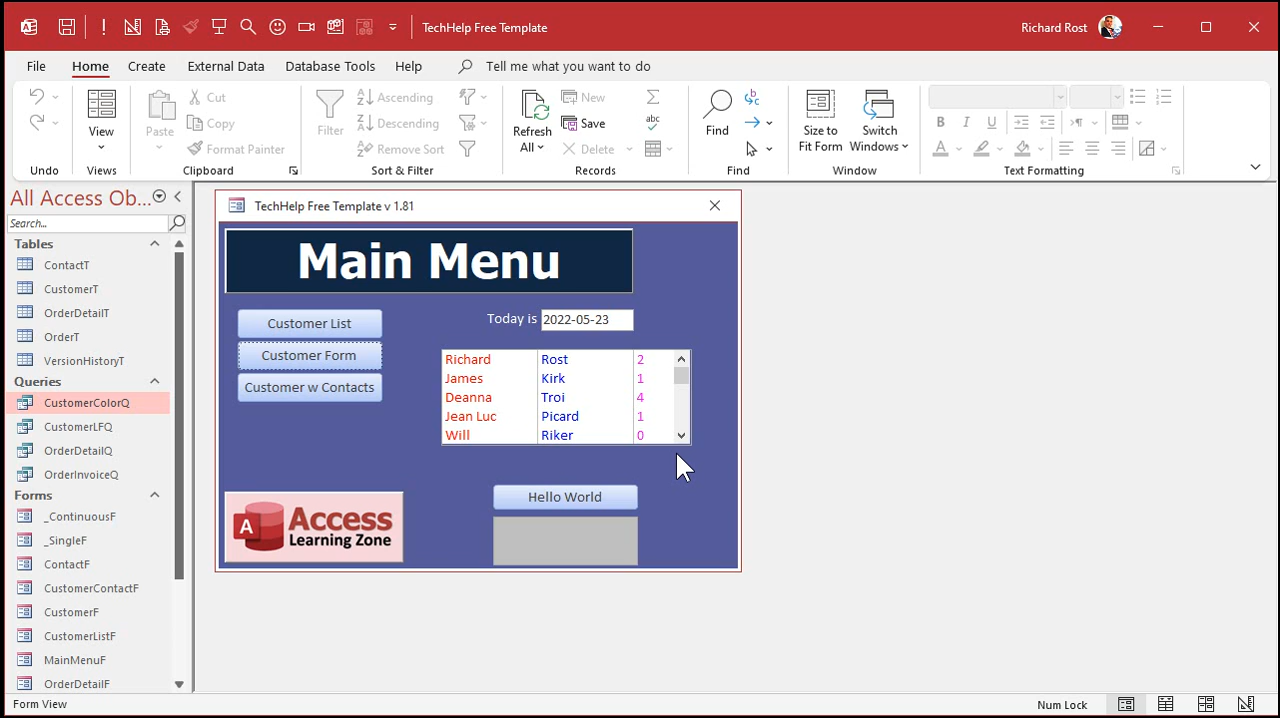 TechHelp Free Template
Richard Rost
File Home Create External Data Database Tools Help Tell me what you want to do
View
Paste
Cut
Copy
Format Painter
Filter
Ascending
Descending
RemoveSort
Refresh All
New
Save
Delete
Find
Size to Fit Form
Switch Windows
B I U
A
Undo Views Clipboard Sort & Filter Records Find Window Text Formatting
All Access Ob...
Search...
Tables
ContactT
CustomerT
OrderDetailT
OrderT
VersionHistoryT
Queries
CustomerColorQ
CustomerLFQ
OrderDetailQ
OrderInvoiceQ
Forms
_ContinuousF
_SingleF
ContactF
CustomerContactF
CustomerF
CustomerListF
MainMenuF
OrderDetailF
TechHelp Free Template v 1.81
Main Menu
Customer List
Customer Form
Customer w Contacts
Today is 2022-05-23
Richard Rost 2
James Kirk 1
Deanna Troi 4
Jean Luc Picard 1
Will Riker 0
A Access
Learning Zone
Hello World
Form View
Num Lock